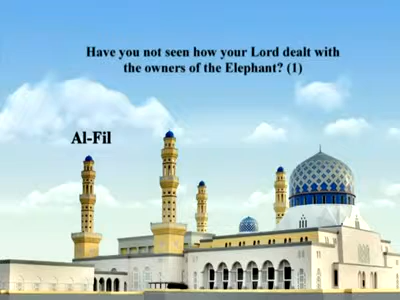 Have you not seen how your Lord dealt with
the owners of the Elephant? (1)
Al-Fil